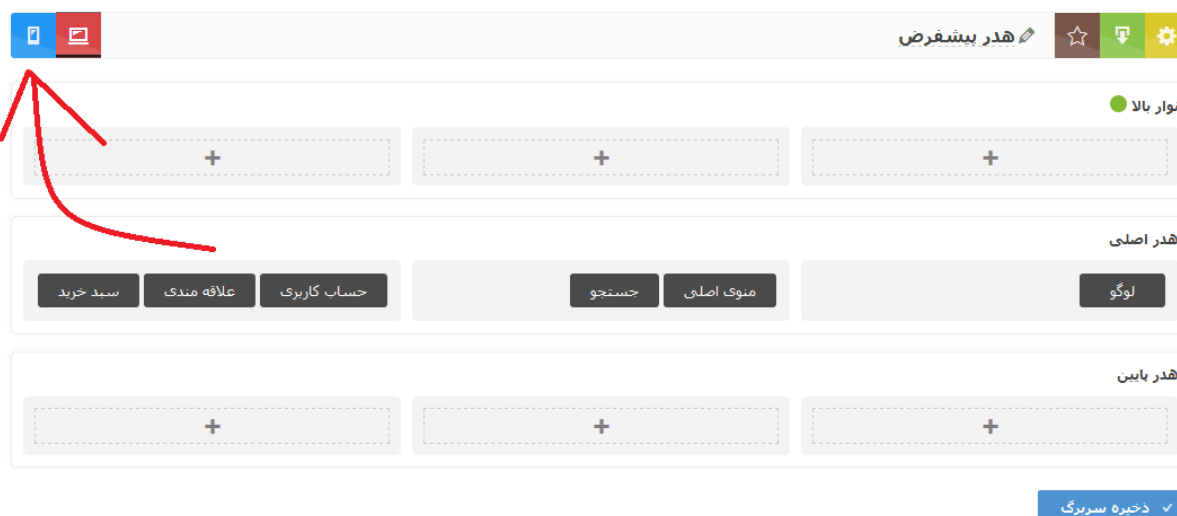 هدر پیشفرض
نوار بالا
+ + +
هدر اصلی
لوگو
منوی اصلی جستجو
حساب کاربری علاقه مندی سبد خرید
هدر پایین
+ + +
ذخیره سربرگ